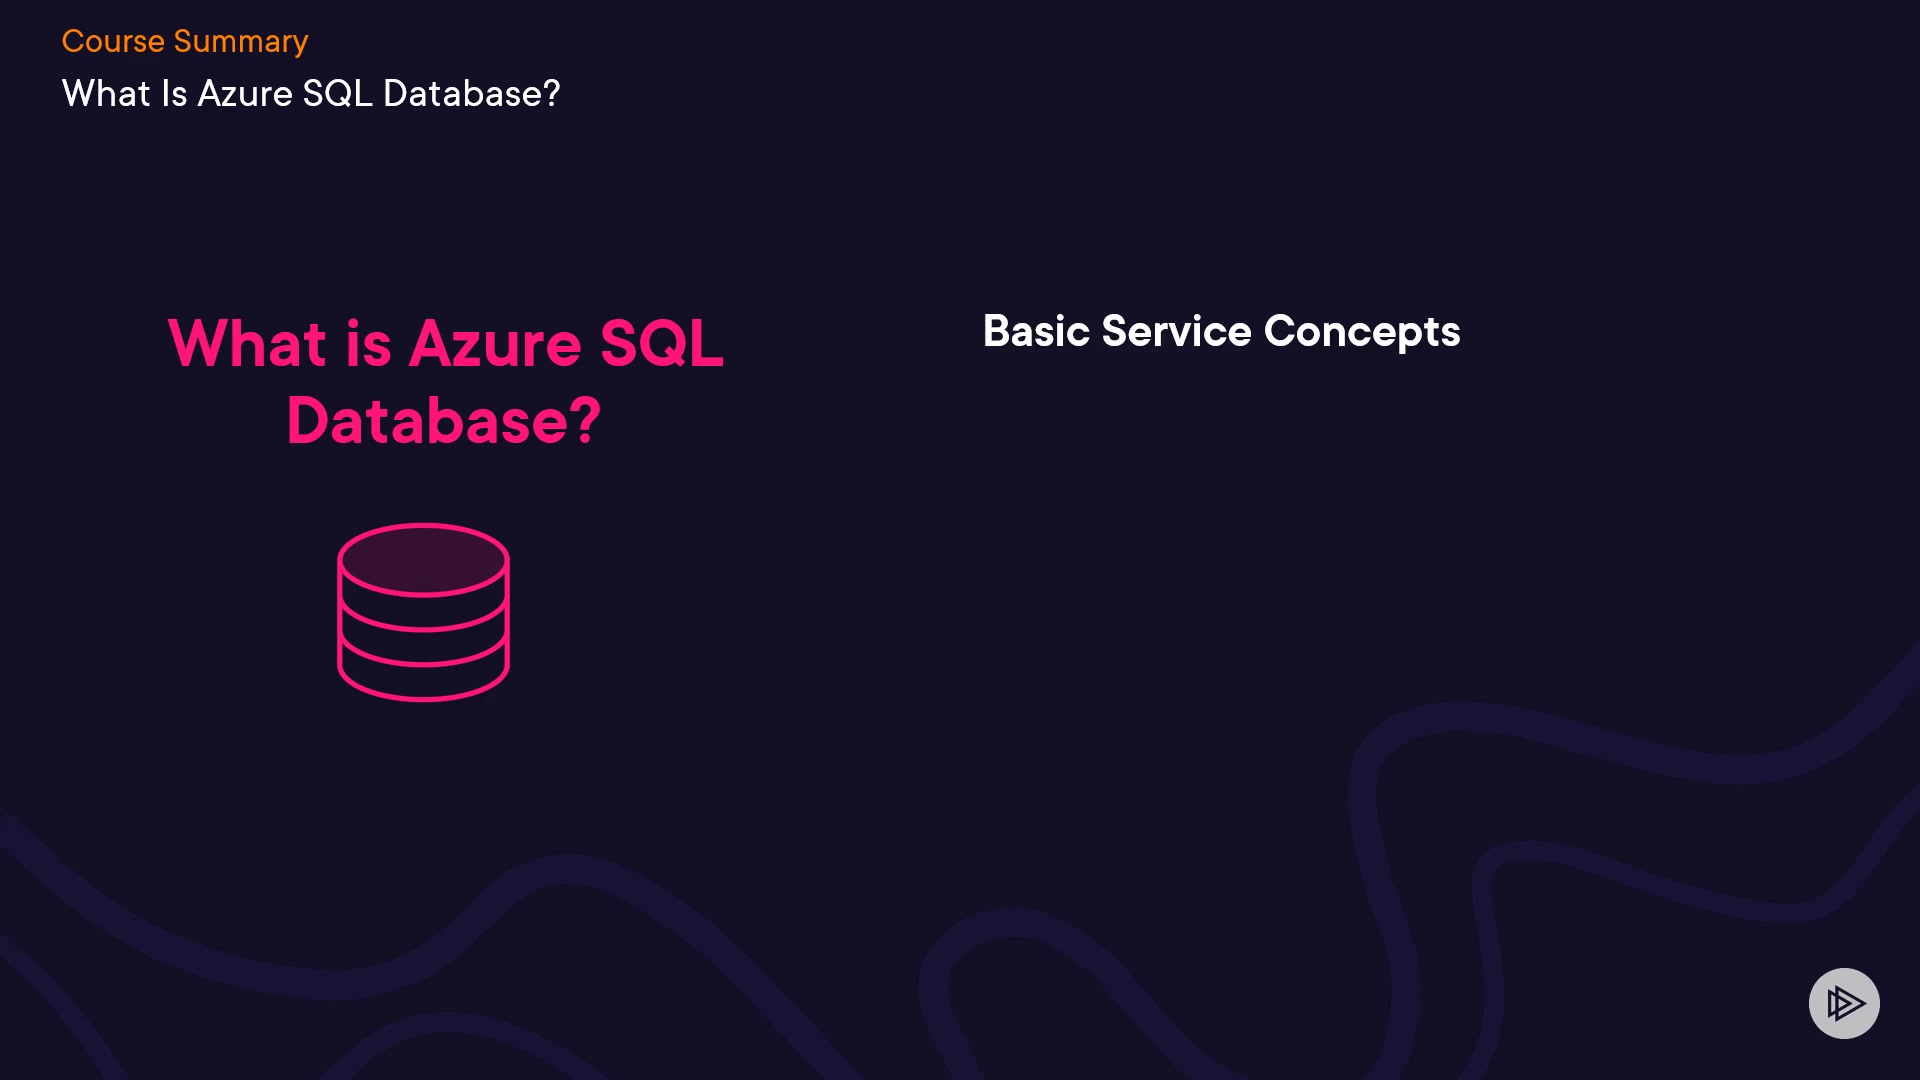 Course Summary
What Is Azure SQL Database?
What is Azure SQL
Database?
Basic Service Concepts